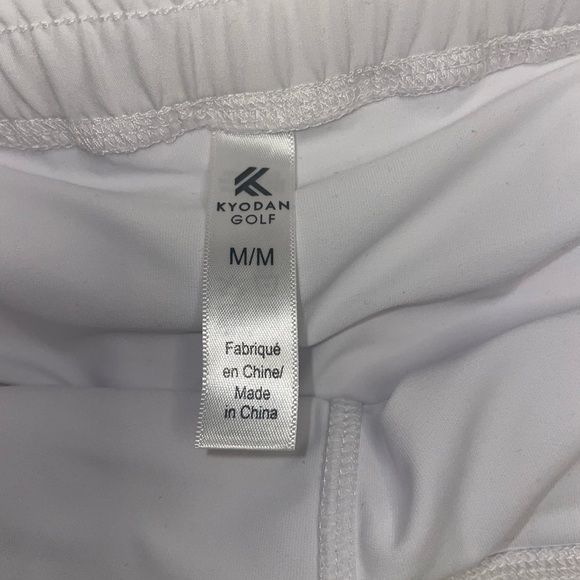 KYODAN
GOLF
M/M
Fabriqué
en Chine/
Made
in China